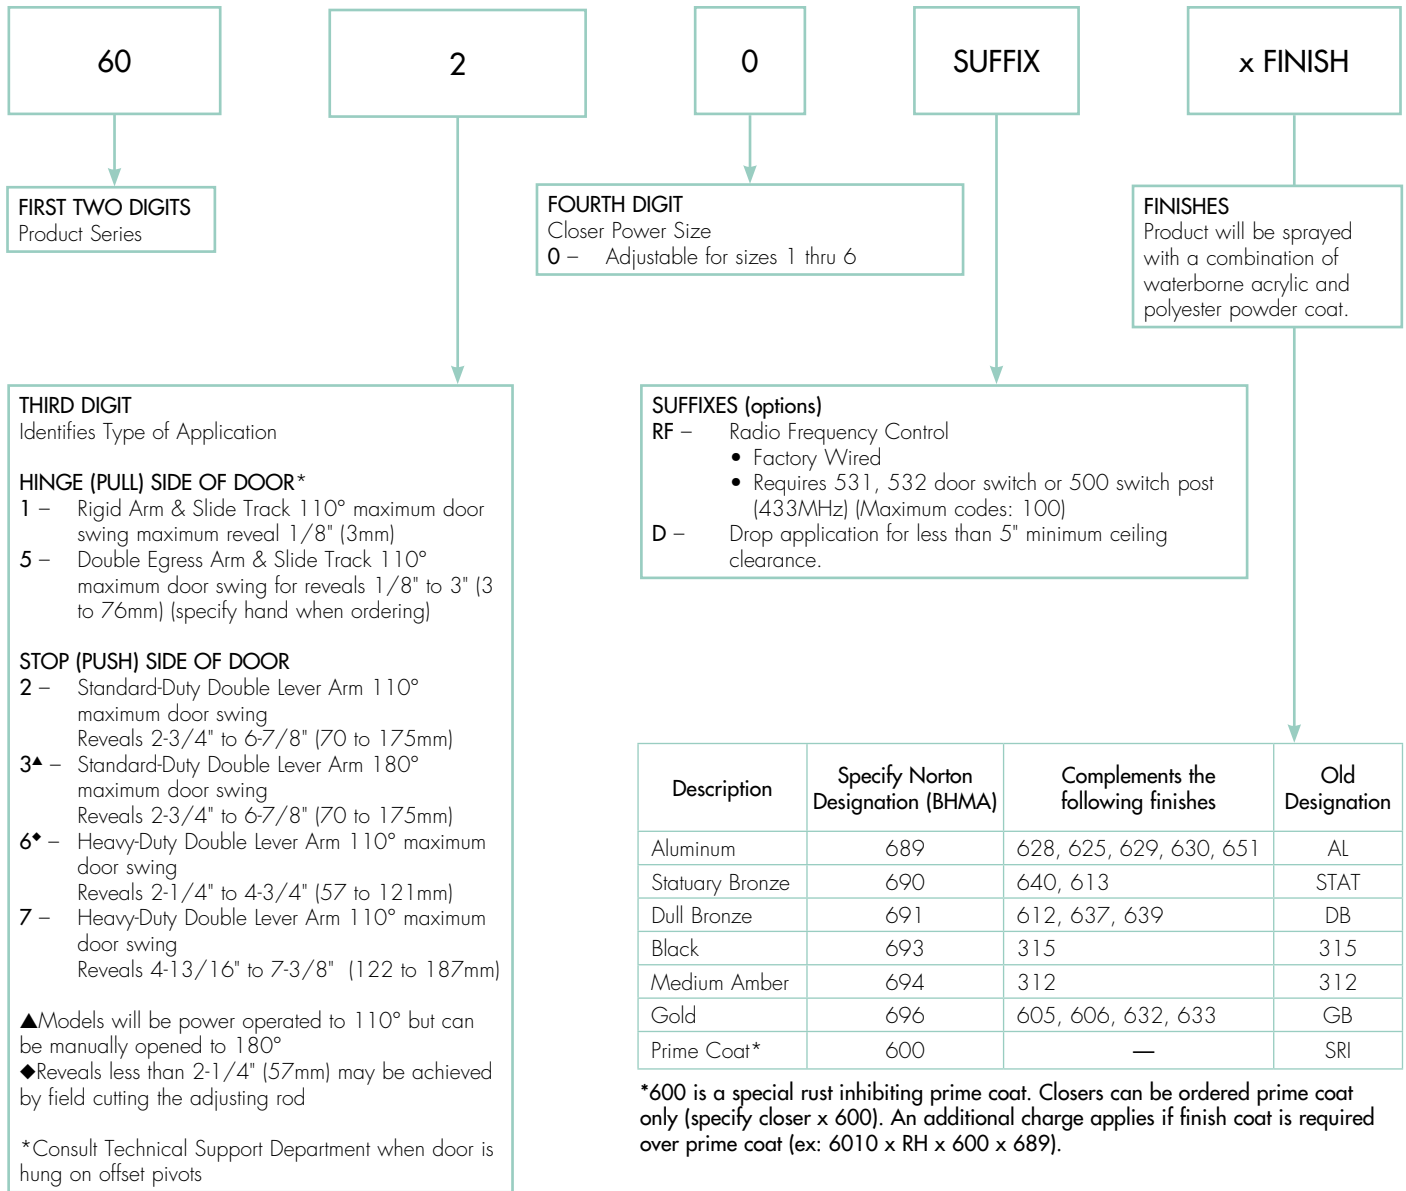 60
2
0
SUFFIX
x FINISH
FIRST TWO DIGITS
Product Series
FOURTH DIGIT
Closer Power Size
0 – Adjustable for sizes 1 thru 6
FINISHES
Product will be sprayed
with a combination of
waterborne acrylic and
polyester powder coat.
THIRD DIGIT
Identifies Type of Application
HINGE (PULL) SIDE OF DOOR*
1 – Rigid Arm & Slide Track 110° maximum door
swing maximum reveal 1/8" (3mm)
5 – Double Egress Arm & Slide Track 110°
maximum door swing for reveals 1/8" to 3" (3
to 76mm) (specify hand when ordering)
STOP (PUSH) SIDE OF DOOR
2 – Standard-Duty Double Lever Arm 110°
maximum door swing
Reveals 2-3/4" to 6-7/8" (70 to 175mm)
3▲ – Standard-Duty Double Lever Arm 180°
maximum door swing
Reveals 2-3/4" to 6-7/8" (70 to 175mm)
6◆ – Heavy-Duty Double Lever Arm 110° maximum
door swing
Reveals 2-1/4" to 4-3/4" (57 to 121mm)
7 – Heavy-Duty Double Lever Arm 110° maximum
door swing
Reveals 4-13/16" to 7-3/8" (122 to 187mm)
▲Models will be power operated to 110° but can
be manually opened to 180°
◆Reveals less than 2-1/4" (57mm) may be achieved
by field cutting the adjusting rod
*Consult Technical Support Department when door is
hung on offset pivots
SUFFIXES (options)
RF – Radio Frequency Control
• Factory Wired
• Requires 531, 532 door switch or 500 switch post
(433MHz) (Maximum codes: 100)
D – Drop application for less than 5" minimum ceiling
clearance.
Description
Specify Norton
Designation (BHMA)
Complements the
following finishes
Old
Designation
Aluminum 689 628, 625, 629, 630, 651 AL
Statuary Bronze 690 640, 613 STAT
Dull Bronze 691 612, 637, 639 DB
Black 693 315 315
Medium Amber 694 312 312
Gold 696 605, 606, 632, 633 GB
Prime Coat* 600 — SRI
*600 is a special rust inhibiting prime coat. Closers can be ordered prime coat
only (specify closer x 600). An additional charge applies if finish coat is required
over prime coat (ex: 6010 x RH x 600 x 689).